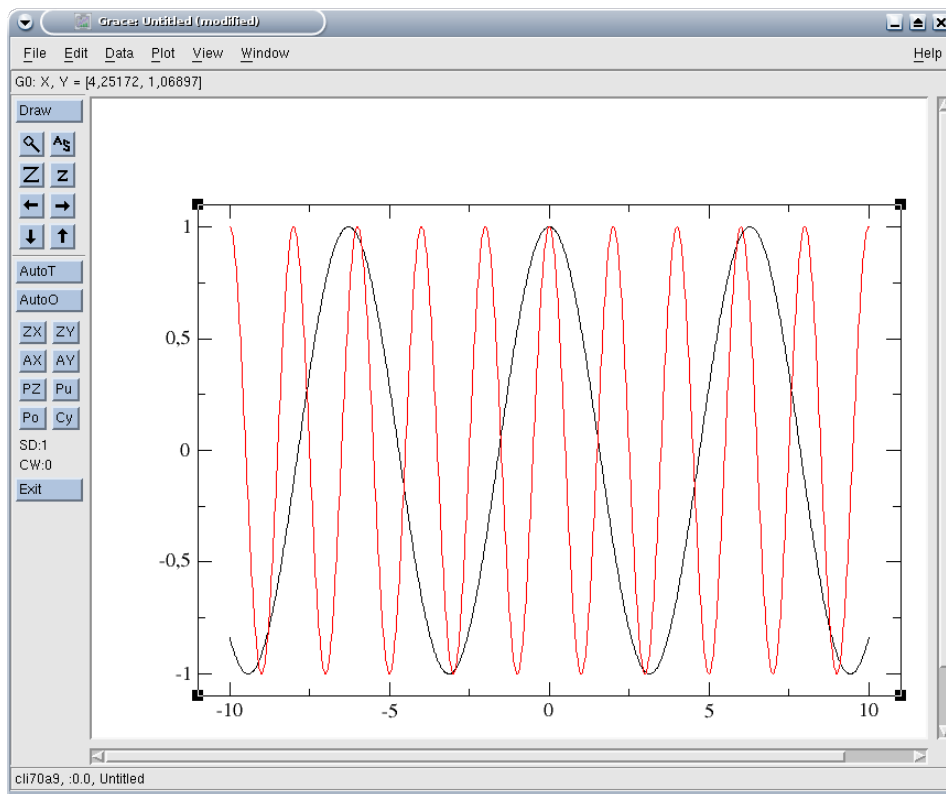 Grace: Untitled (modified)
File Edit Data Plot View Window Help
G0: X, Y = [4,25172, 1,06897]
Draw
A S
Z z
AutoT
AutoO
ZX ZY
AX AY
PZ Pu
Po Cy
SD:1
CW:0
Exit
1
0,5
0
-0,5
-1
-10 -5 0 5 10
cli70a9, :0.0, Untitled